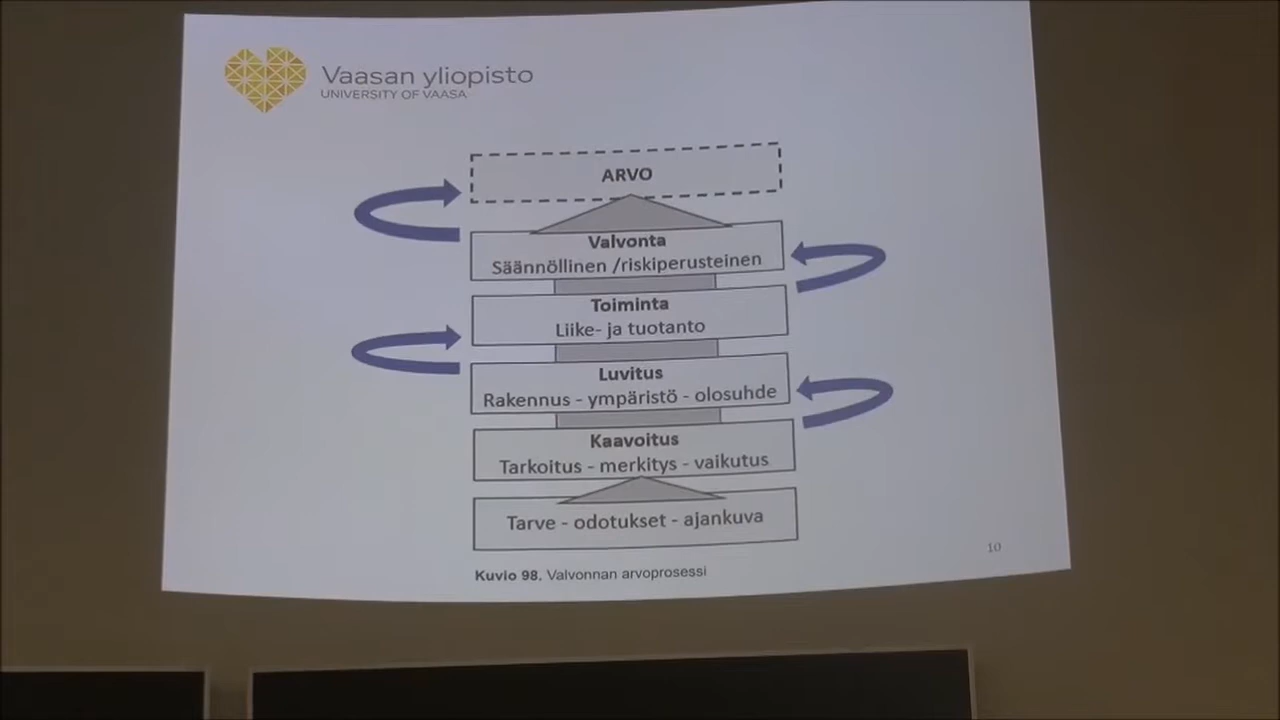 Vaasan yliopisto
UNIVERSITY OF VAASA
ARVO
Valvonta
Säännöllinen /riskiperusteinen
Toiminta
Liike- ja tuotanto
Luvitus
Rakennus - ympäristö - olosuhde
Kaavoitus
Tarkoitus - merkitys - vaikutus
Tarve - odotukset - ajankuva
Kuvio 98. Valvonnan arvoprosessi
10